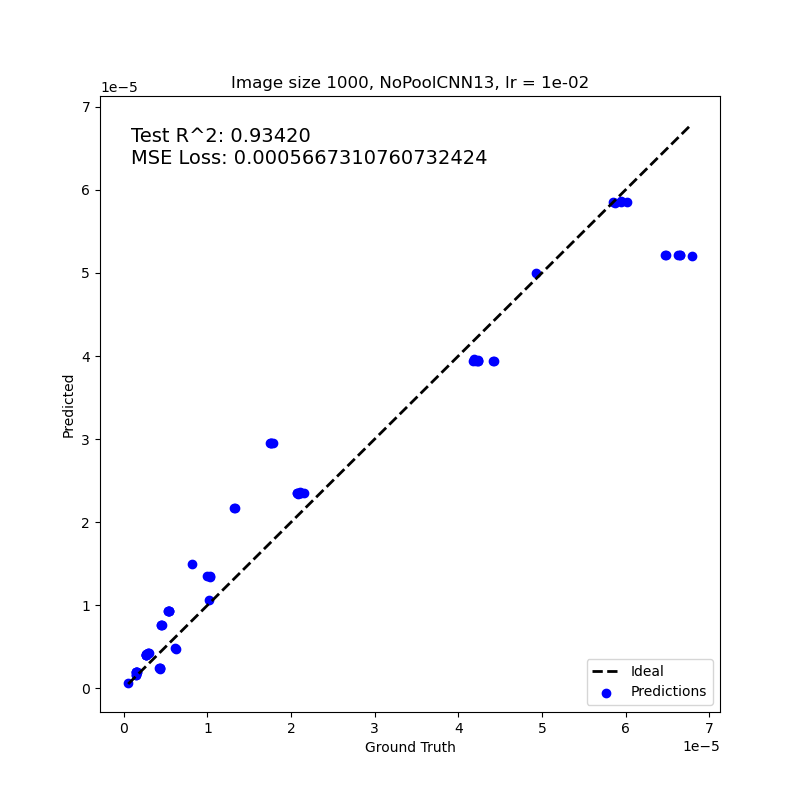 Image size 1000, NoPoolCNN13, lr = 1e-02
1e−5
Test R^2: 0.93420
MSE Loss: 0.0005667310760732424
7
6
5
4
3
2
1
0
Predicted
Ideal
Predictions
0 1 2 3 4 5 6 7
1e−5
Ground Truth